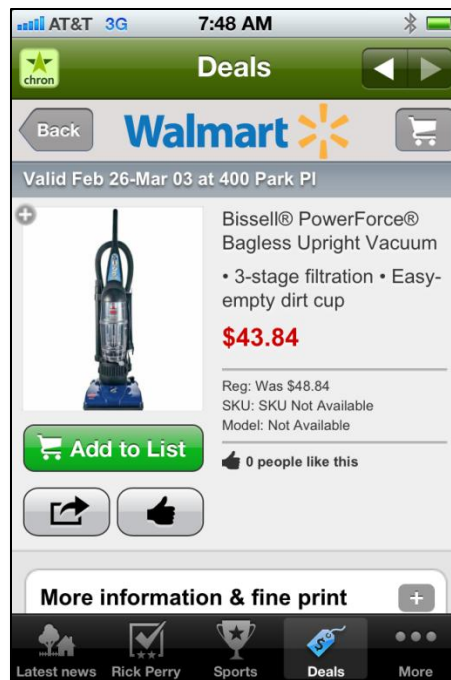 AT&T 3G 7:48 AM
chron Deals
Back Walmart
Valid Feb 26-Mar 03 at 400 Park Pl
Bissell® PowerForce®
Bagless Upright Vacuum
• 3-stage filtration • Easy-
empty dirt cup
$43.84
Reg: Was $48.84
SKU: SKU Not Available
Model: Not Available
Add to List
0 people like this
More information & fine print
Latest news Rick Perry Sports Deals More